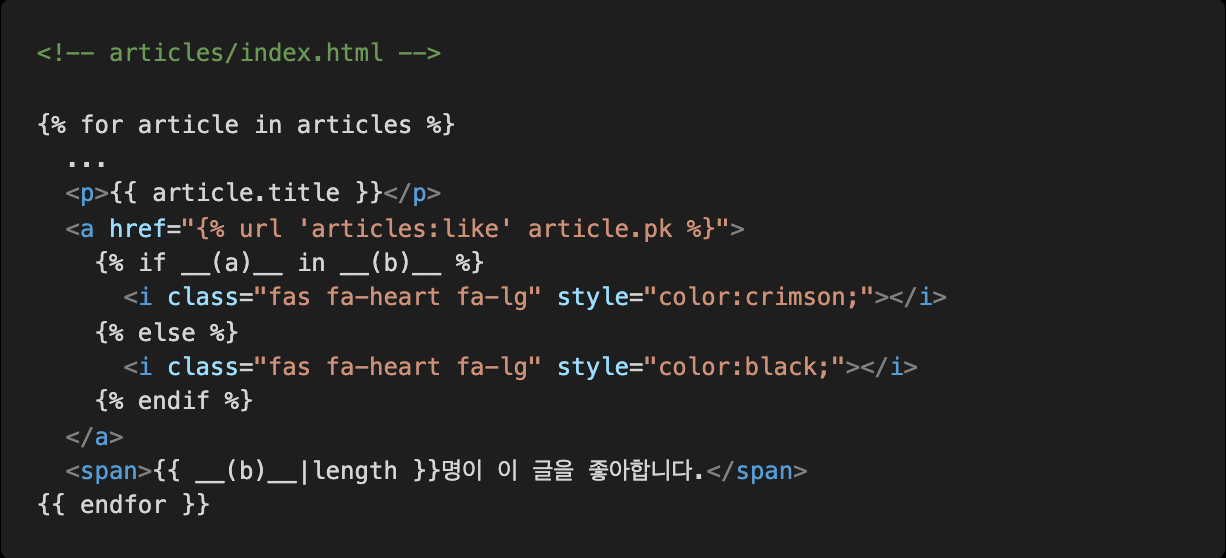 <!-- articles/index.html -->
{% for article in articles %}
...
<p>{{ article.title }}</p>
<a href="{% url 'articles:like' article.pk %}">
{% if __(a)__ in __(b)__ %}
<i class="fas fa-heart fa-lg" style="color:crimson;"></i>
{% else %}
<i class="fas fa-heart fa-lg" style="color:black;"></i>
{% endif %}
</a>
<span>{{ __(b)__|length }}명이 이 글을 좋아합니다.</span>
{{ endfor }}